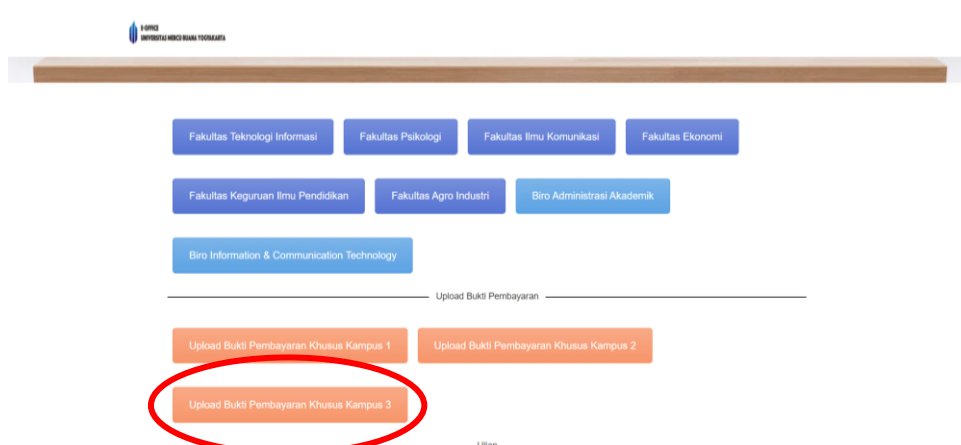 E-OFFICE
UNIVERSITAS MERCU BUANA YOGYAKARTA
Fakultas Teknologi Informasi
Fakultas Psikologi
Fakultas Ilmu Komunikasi
Fakultas Ekonomi
Fakultas Keguruan Ilmu Pendidikan
Fakultas Agro Industri
Biro Administrasi Akademik
Biro Information & Communication Technology
Upload Bukti Pembayaran
Upload Bukti Pembayaran Khusus Kampus 1
Upload Bukti Pembayaran Khusus Kampus 2
Upload Bukti Pembayaran Khusus Kampus 3